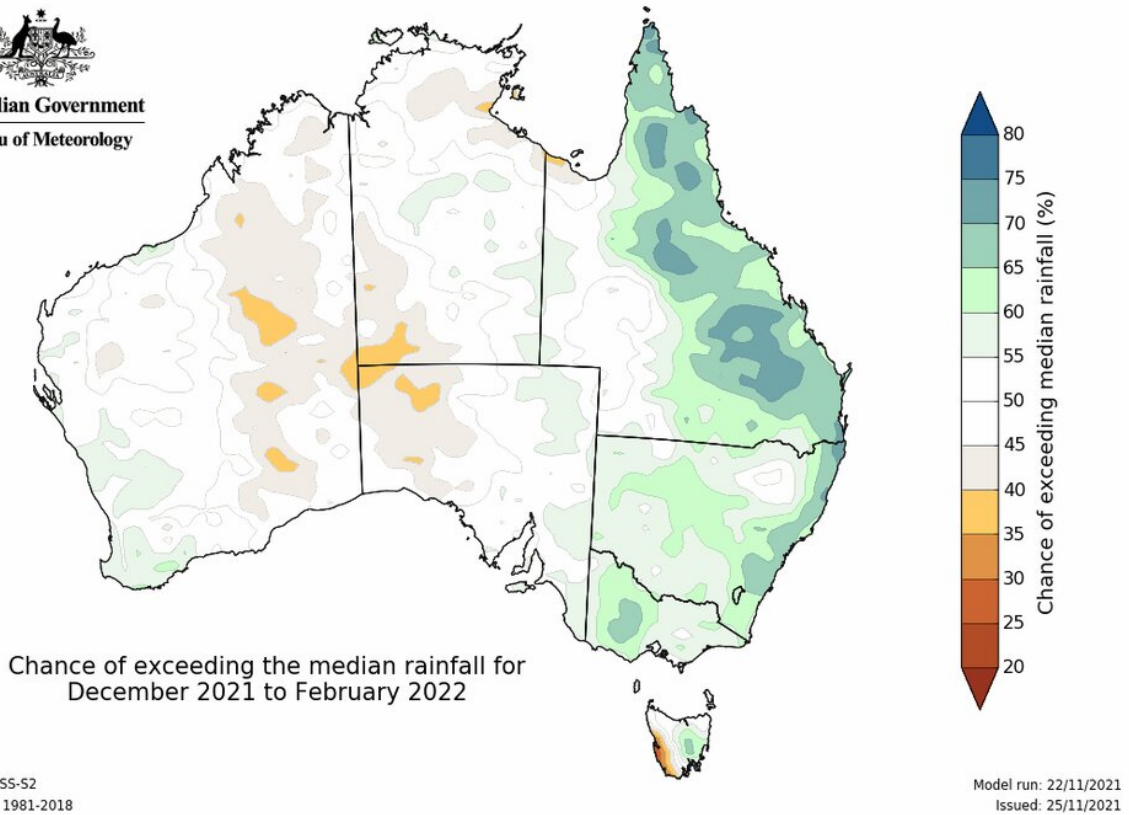 lian Government
u of Meteorology
80
75
70
65
60
55
50
45
40
35
30
25
20
Chance of exceeding median rainfall (%)
Chance of exceeding the median rainfall for
December 2021 to February 2022
SS-S2
1981-2018
Model run: 22/11/2021
Issued: 25/11/2021